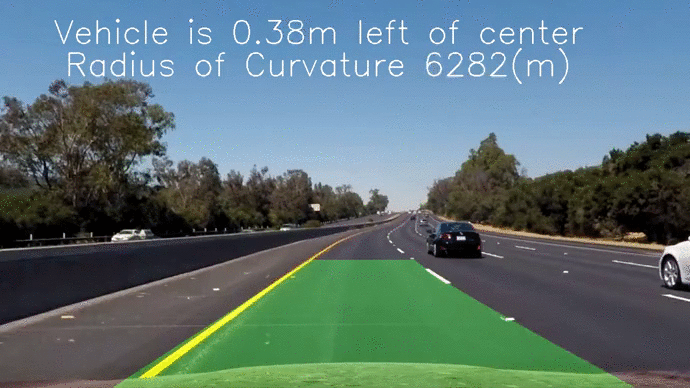 Vehicle is 0.38m left of center
Radius of Curvature 6282(m)